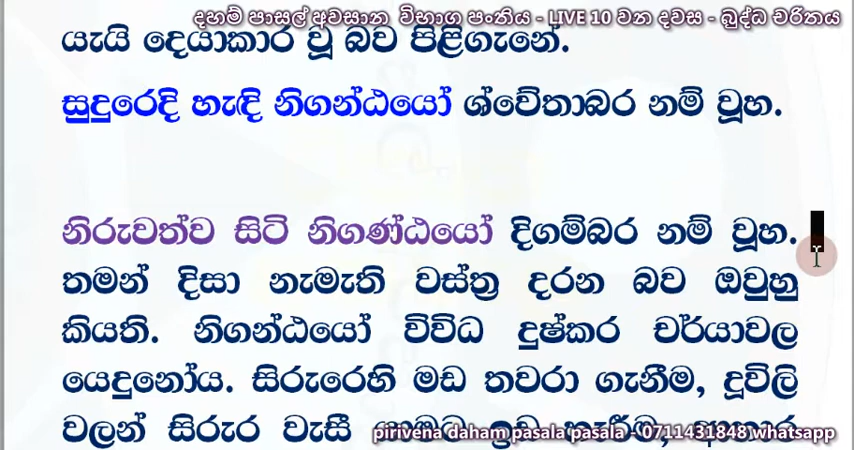 දහම් පාසල් අවසාන විභාග පංතිය - LIVE 10 වන දවස - බුද්ධ චරිතය
යැයි දෙයාකාර වූ බව පිළිගැනේ.
සුදුරෙදි හැඳි නිගන්ඨයෝ ශ්වේතාබර නම් වූහ.
නිරුවත්ව සිටි නිගණ්ඨයෝ දිගම්බර නම් වූහ.
තමන් දිසා නැමැති වස්ත්‍ර දරන බව ඔවුහු
කියති. නිගන්ඨයෝ විවිධ දුෂ්කර චර්යාවල
යෙදුනෝය. සිරුරෙහි මඩ තවරා ගැනීම, දූවිලි
වලන් සිරුර වැසී
pirivena daham pasala pasala - 0711431848 whatsapp